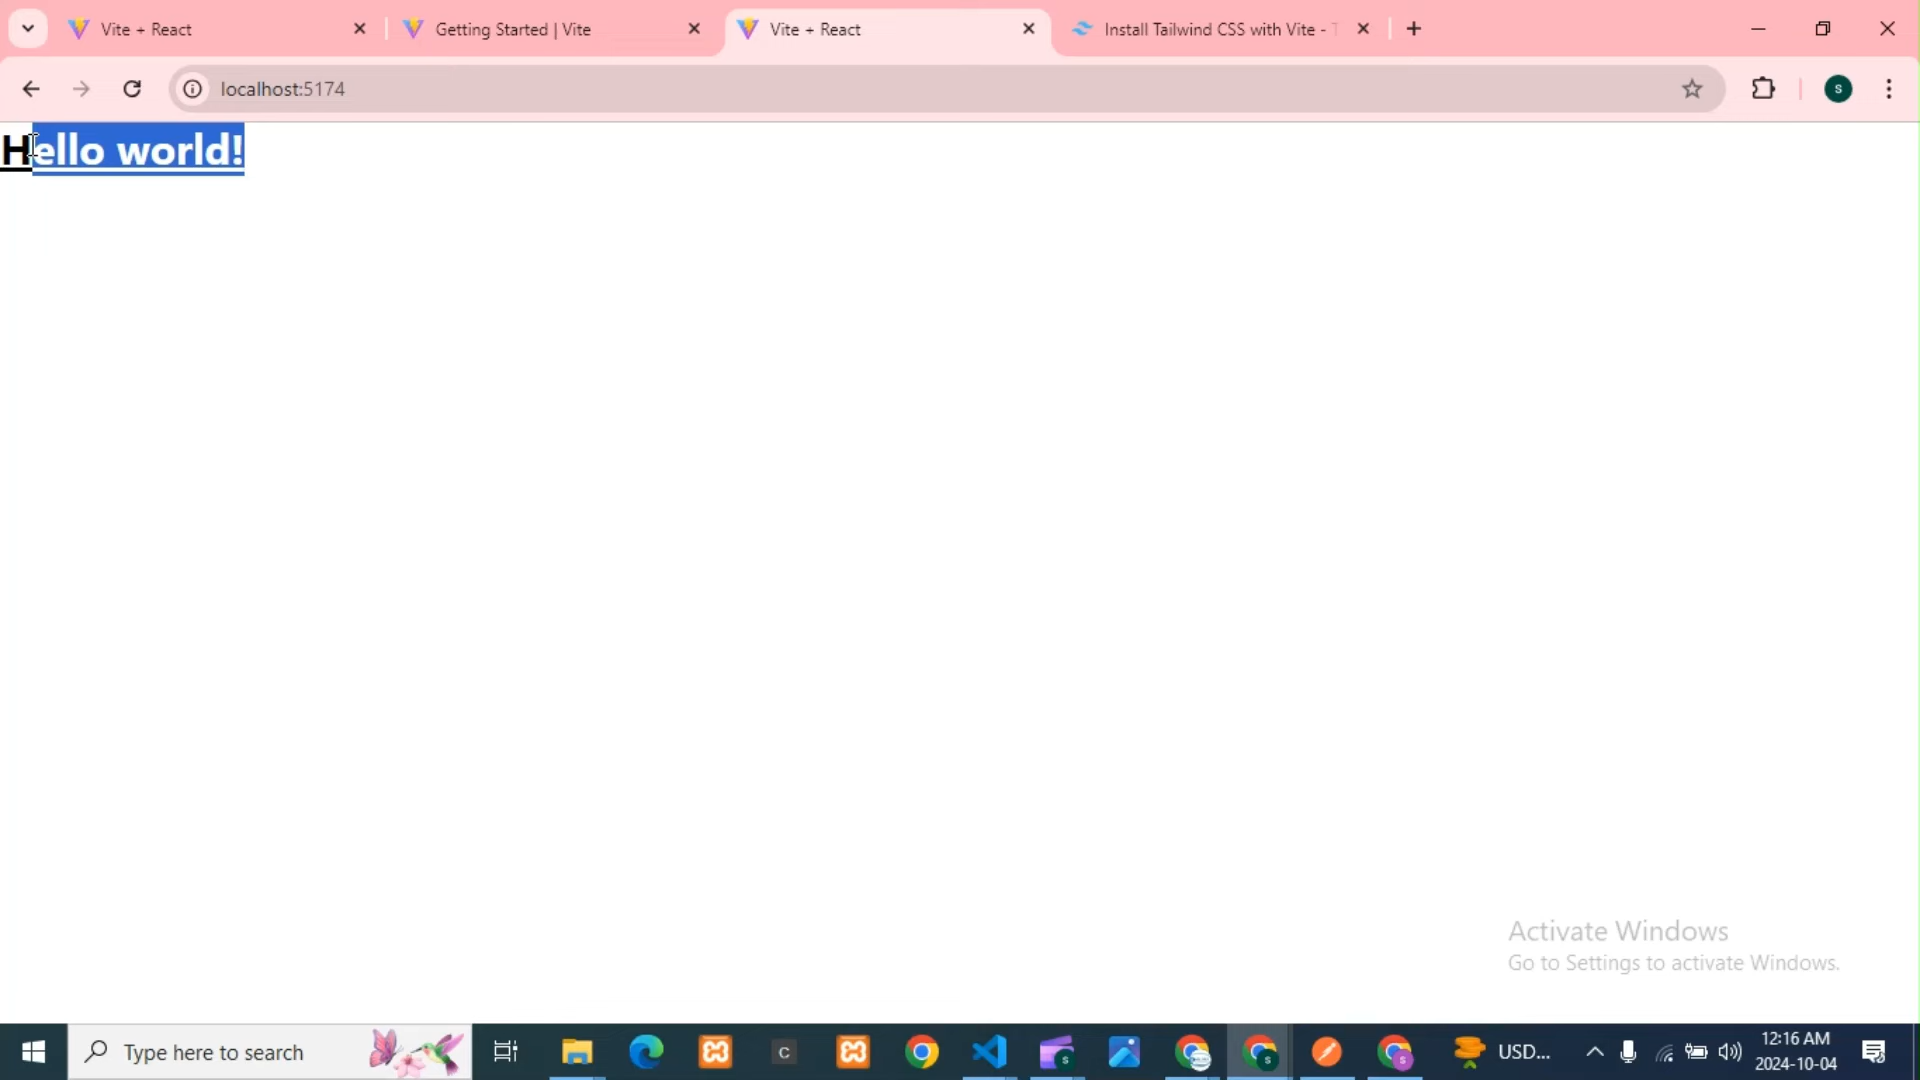 Vite + React
Getting Started | Vite
Vite + React
Install Tailwind CSS with Vite -
localhost:5174
S
Hello world!
Activate Windows
Go to Settings to activate Windows.
Type here to search
C
S
S
S
USD...
12:16 AM
2024-10-04